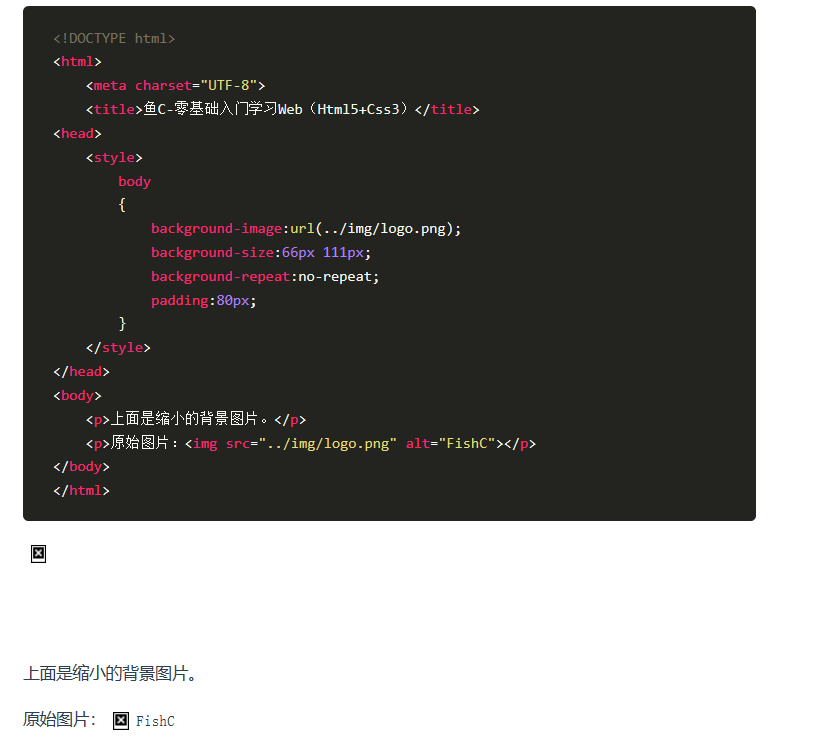 <!DOCTYPE html>
<html>
    <meta charset="UTF-8">
    <title>鱼C-零基础入门学习Web（Html5+Css3）</title>
<head>
    <style>
        body
        {
            background-image:url(../img/logo.png);
            background-size:66px 111px;
            background-repeat:no-repeat;
            padding:80px;
        }
    </style>
</head>
<body>
    <p>上面是缩小的背景图片。</p>
    <p>原始图片：<img src="../img/logo.png" alt="FishC"></p>
</body>
</html>
上面是缩小的背景图片。
原始图片： FishC